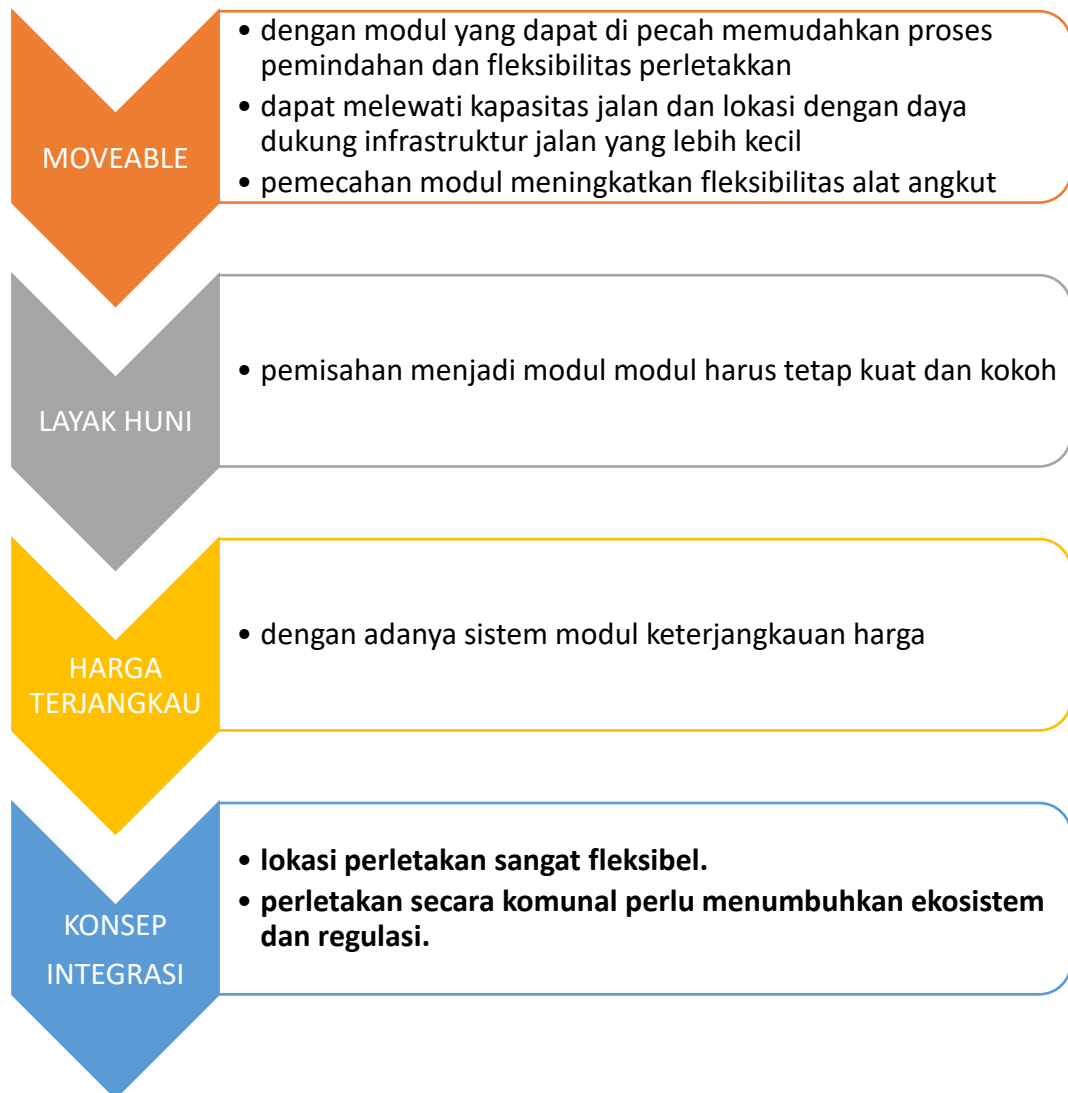 MOVEABLE
• dengan modul yang dapat di pecah memudahkan proses
pemindahan dan fleksibilitas perletakkan
• dapat melewati kapasitas jalan dan lokasi dengan daya
dukung infrastruktur jalan yang lebih kecil
• pemecahan modul meningkatkan fleksibilitas alat angkut
LAYAK HUNI
• pemisahan menjadi modul modul harus tetap kuat dan kokoh
HARGA
TERJANGKAU
• dengan adanya sistem modul keterjangkauan harga
KONSEP
INTEGRASI
• lokasi perletakan sangat fleksibel.
• perletakan secara komunal perlu menumbuhkan ekosistem
dan regulasi.